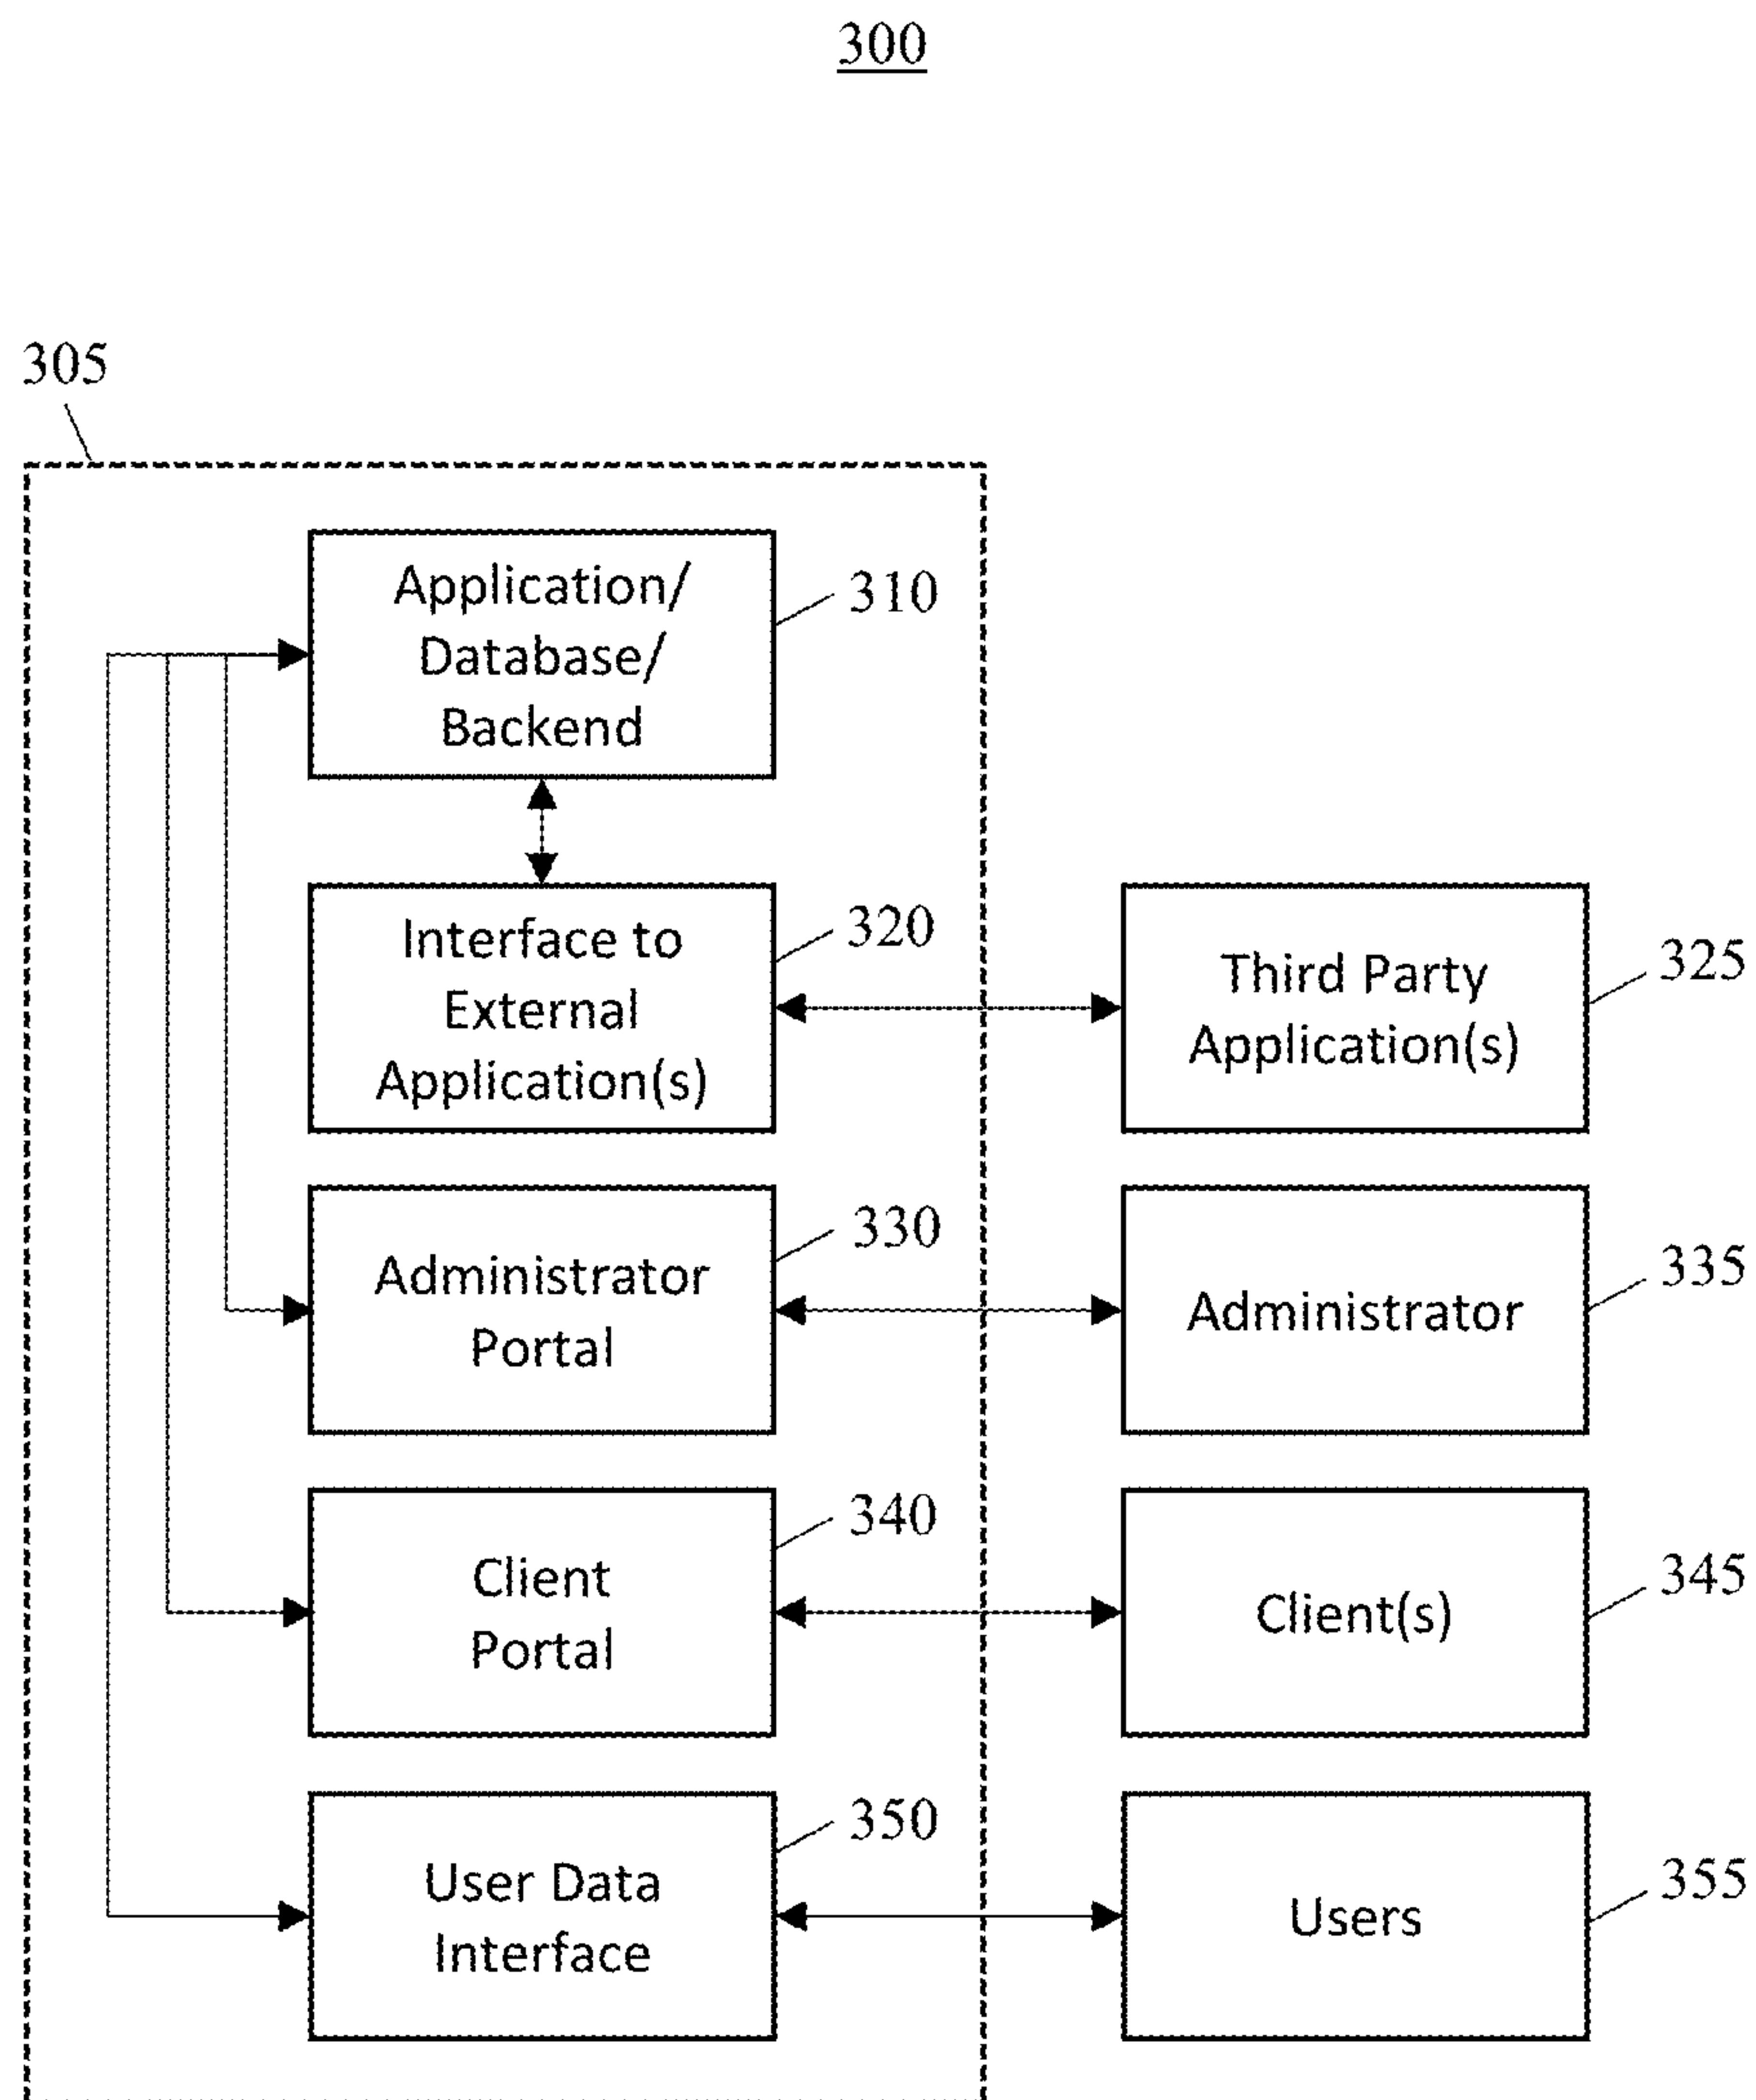 300
305
Application/
Database/
Backend
310
Interface to
External
Application(s)
320
Third Party
Application(s)
325
Administrator
Portal
330
Administrator
335
Client
Portal
340
Client(s)
345
User Data
Interface
350
Users
355